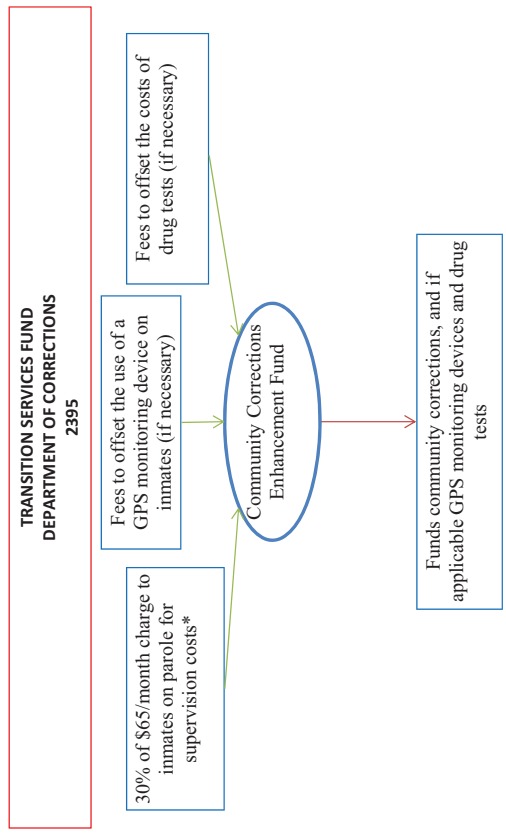 TRANSITION SERVICES FUND
DEPARTMENT OF CORRECTIONS
2395
30% of $65/month charge to
inmates on parole for
supervision costs*
Fees to offset the use of a
GPS monitoring device on
inmates (if necessary)
Fees to offset the costs of
drug tests (if necessary)
Community Corrections
Enhancement Fund
Funds community corrections, and if
applicable GPS monitoring devices and drug
tests